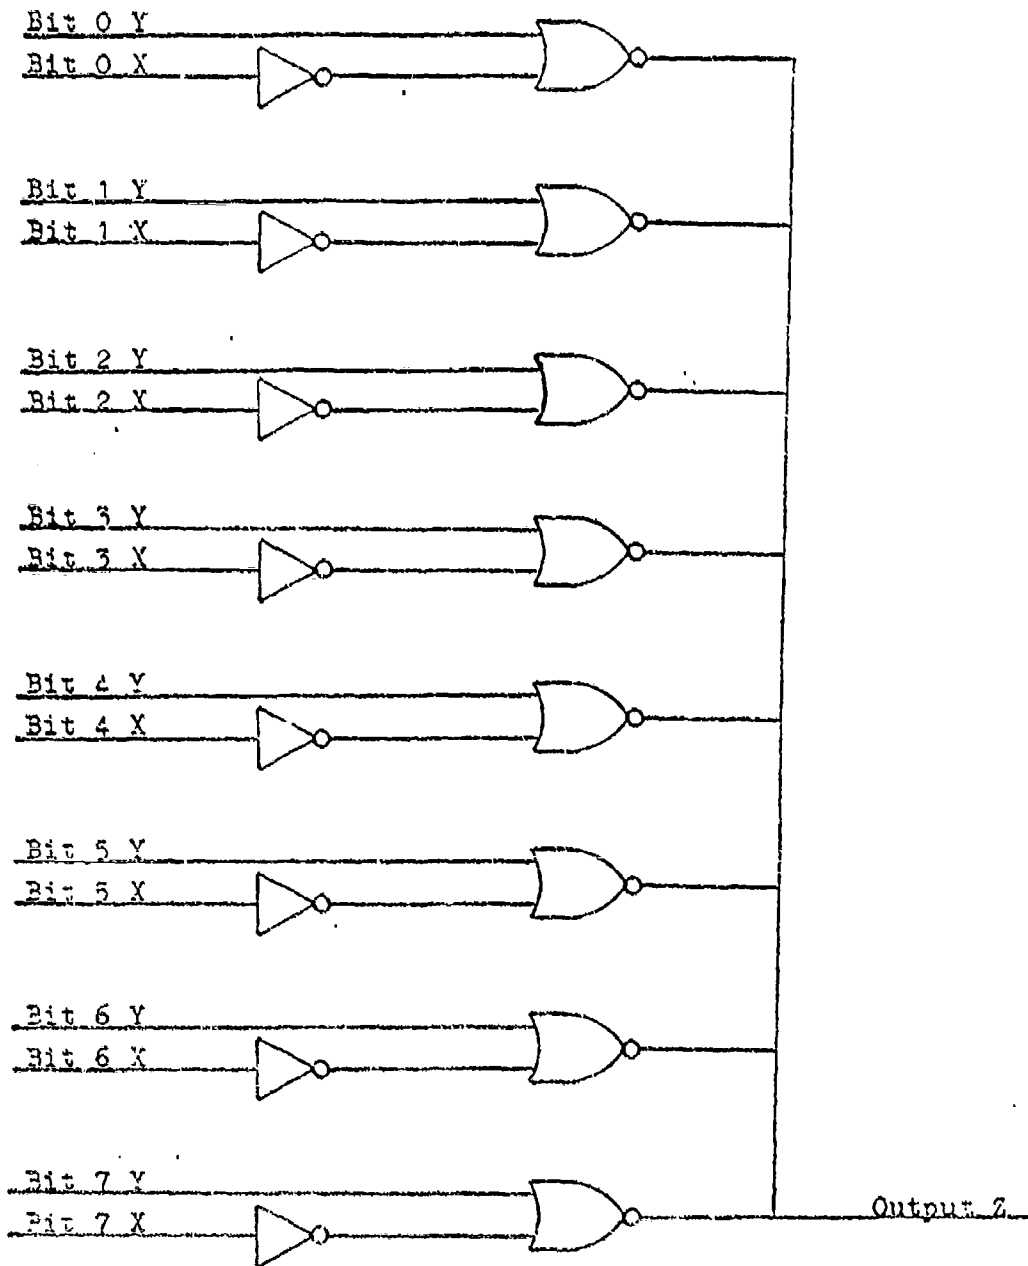 Bit 0 Y
Bit 0 X
Bit 1 Y
Bit 1 X
Bit 2 Y
Bit 2 X
Bit 3 Y
Bit 3 X
Bit 4 Y
Bit 4 X
Bit 5 Y
Bit 5 X
Bit 6 Y
Bit 6 X
Bit 7 Y
Bit 7 X
Output Z